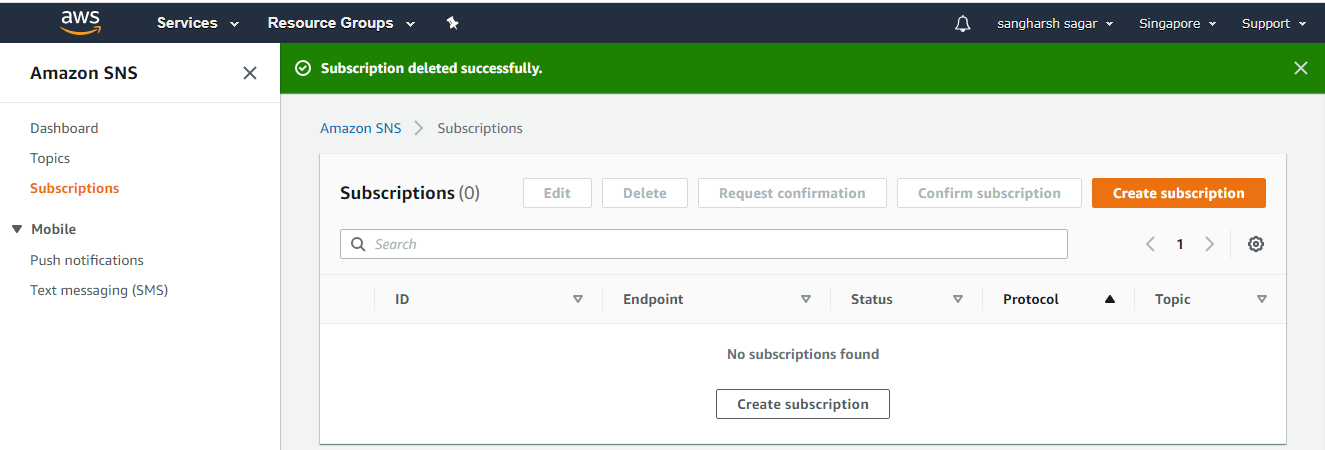 aws Services Resource Groups sangharsh sagar Singapore Support
Amazon SNS
Subscription deleted successfully.
Dashboard
Topics
Subscriptions
Mobile
Push notifications
Text messaging (SMS)
Amazon SNS Subscriptions
Subscriptions (0) Edit Delete Request confirmation Confirm subscription Create subscription
Search 1
ID Endpoint Status Protocol Topic
No subscriptions found
Create subscription